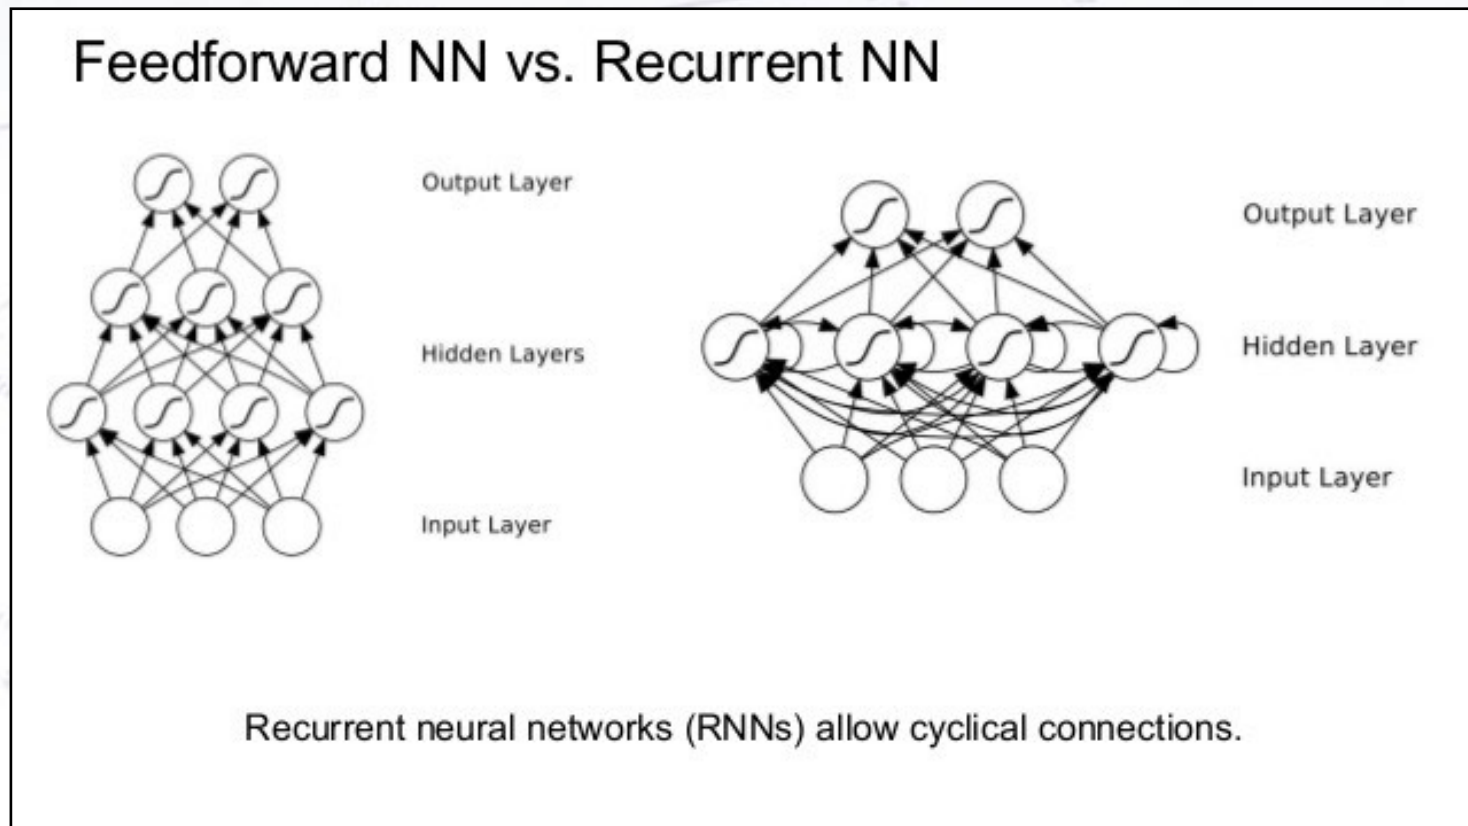 Feedforward NN vs. Recurrent NN
Output Layer
Hidden Layers
Input Layer
Output Layer
Hidden Layer
Input Layer
Recurrent neural networks (RNNs) allow cyclical connections.